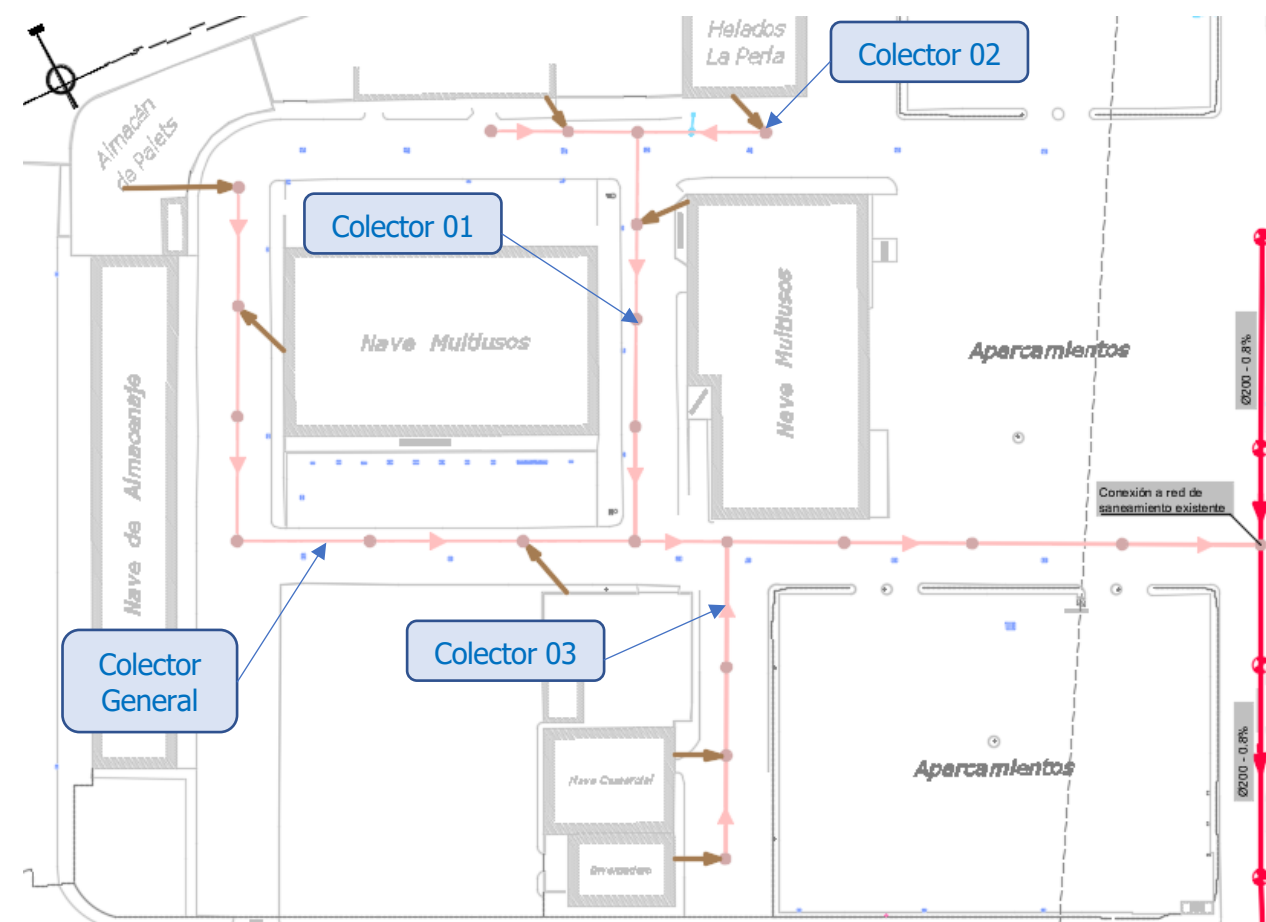 Helados
La Perla
Colector 02
Almacén
de Palets
Colector 01
Nave Multiusos
Nave Multiusos
Aparcamientos
Ø200 - 0.8%
Nave de Almacenaje
Conexión a red de
saneamiento existente
Colector 03
Colector
General
Nave Comercial
Aparcamientos
Ø200 - 0.8%